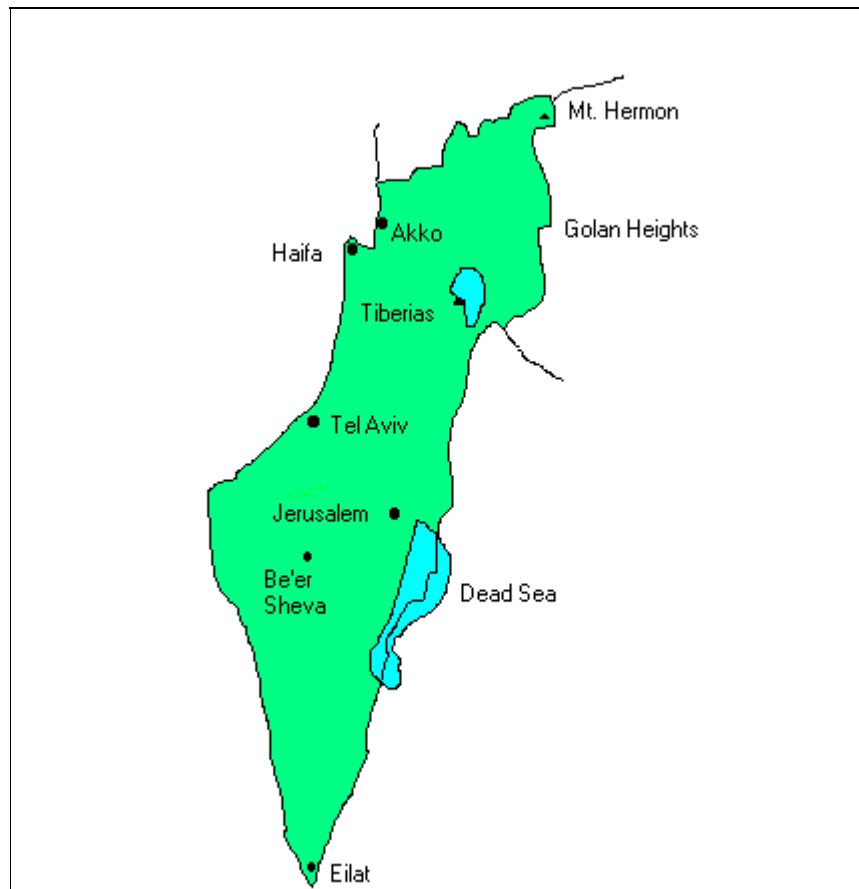 Mt. Hermon
Akko
Golan Heights
Haifa
Tiberias
Tel Aviv
Jerusalem
Be'er
Sheva
Dead Sea
Eilat